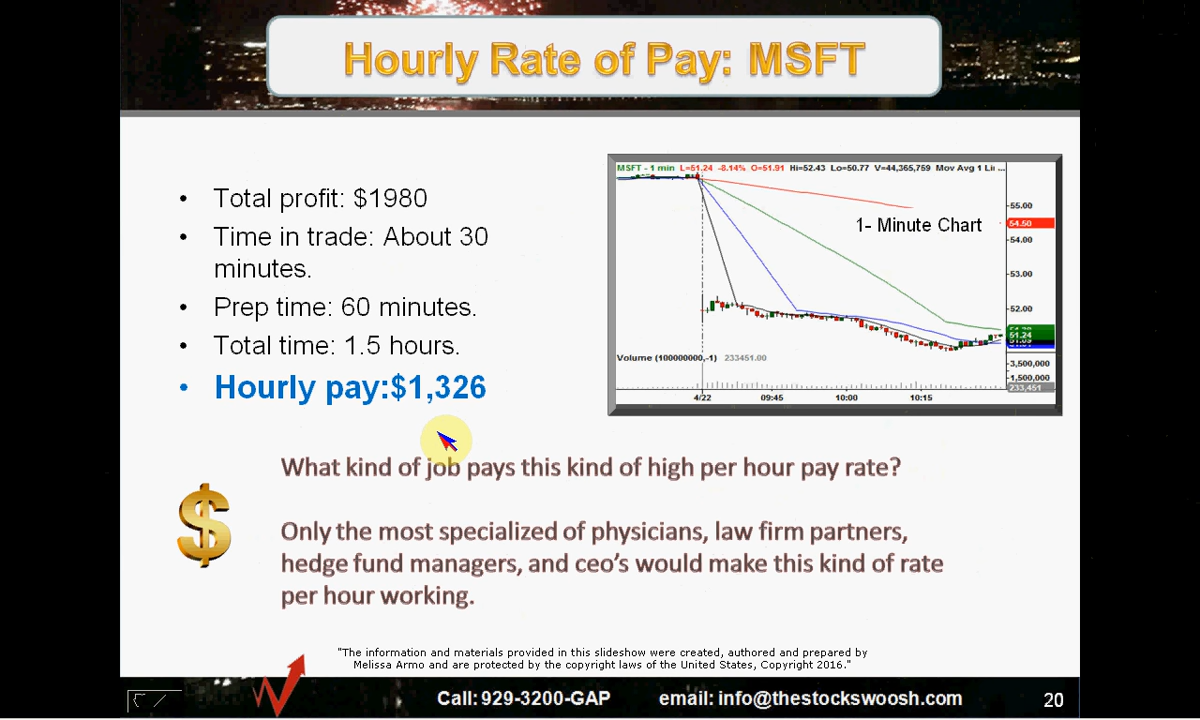 Hourly Rate of Pay: MSFT
• Total profit: $1980
• Time in trade: About 30
minutes.
• Prep time: 60 minutes.
• Total time: 1.5 hours.
• Hourly pay:$1,326
MSFT - 1 min L=51.24 -8.14% O=51.91 Hi=52.43 Lo=50.77 V=44,365,759 Mov Avg 1 Li ...
1- Minute Chart
55.00
54.50
54.00
53.00
52.00
51.24
Volume (100000000,-1) 233451.00
3,500,000
1,500,000
233,451
4/22 09:45 10:00 10:15
What kind of job pays this kind of high per hour pay rate?
Only the most specialized of physicians, law firm partners,
hedge fund managers, and ceo's would make this kind of rate
per hour working.
"The information and materials provided in this slideshow were created, authored and prepared by
Melissa Armo and are protected by the copyright laws of the United States, Copyright 2016."
Call: 929-3200-GAP email: info@thestockswoosh.com 20